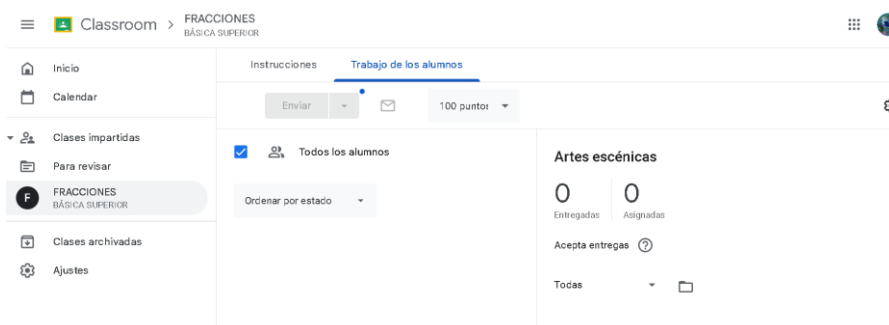 Classroom > FRACCIONES
BÁSICA SUPERIOR
Inicio
Calendar
Clases impartidas
Para revisar
F FRACCIONES
BÁSICA SUPERIOR
Clases archivadas
Ajustes
Instrucciones Trabajo de los alumnos
Enviar 100 puntos
Todos los alumnos
Ordenar por estado
Artes escénicas
0 0
Entregadas Asignadas
Acepta entregas ?
Todas